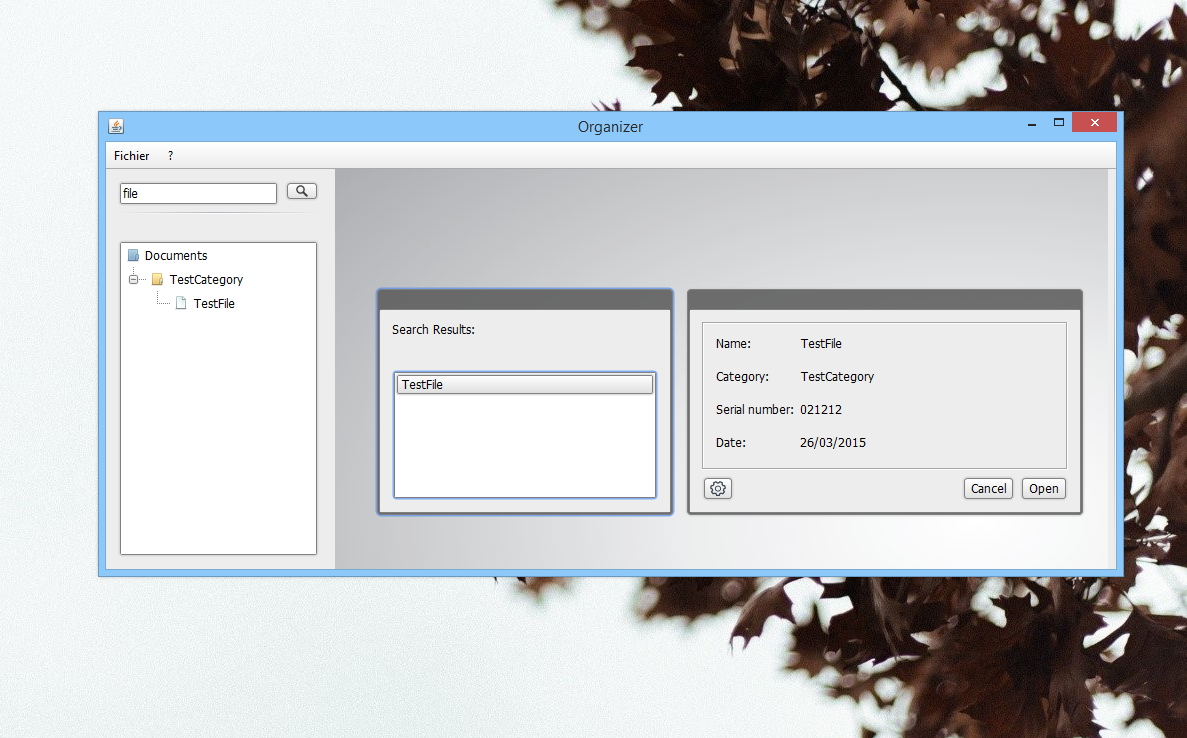 Organizer
Fichier ?
file
Documents
TestCategory
TestFile
Search Results:
TestFile
Name: TestFile
Category: TestCategory
Serial number: 021212
Date: 26/03/2015
Cancel Open